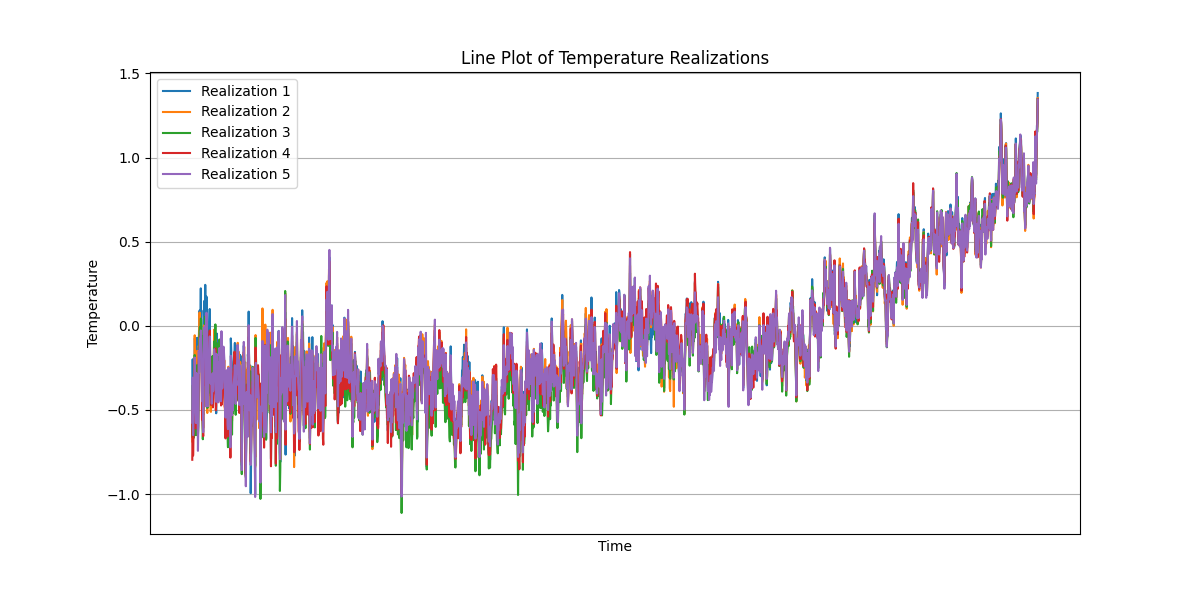 Line Plot of Temperature Realizations
1.5
1.0
0.5
0.0
−0.5
−1.0
Temperature
Realization 1
Realization 2
Realization 3
Realization 4
Realization 5
Time